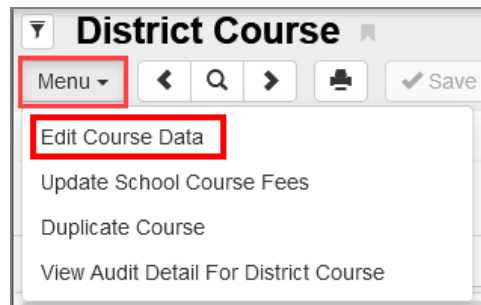 District Course
Menu Save
Edit Course Data
Update School Course Fees
Duplicate Course
View Audit Detail For District Course